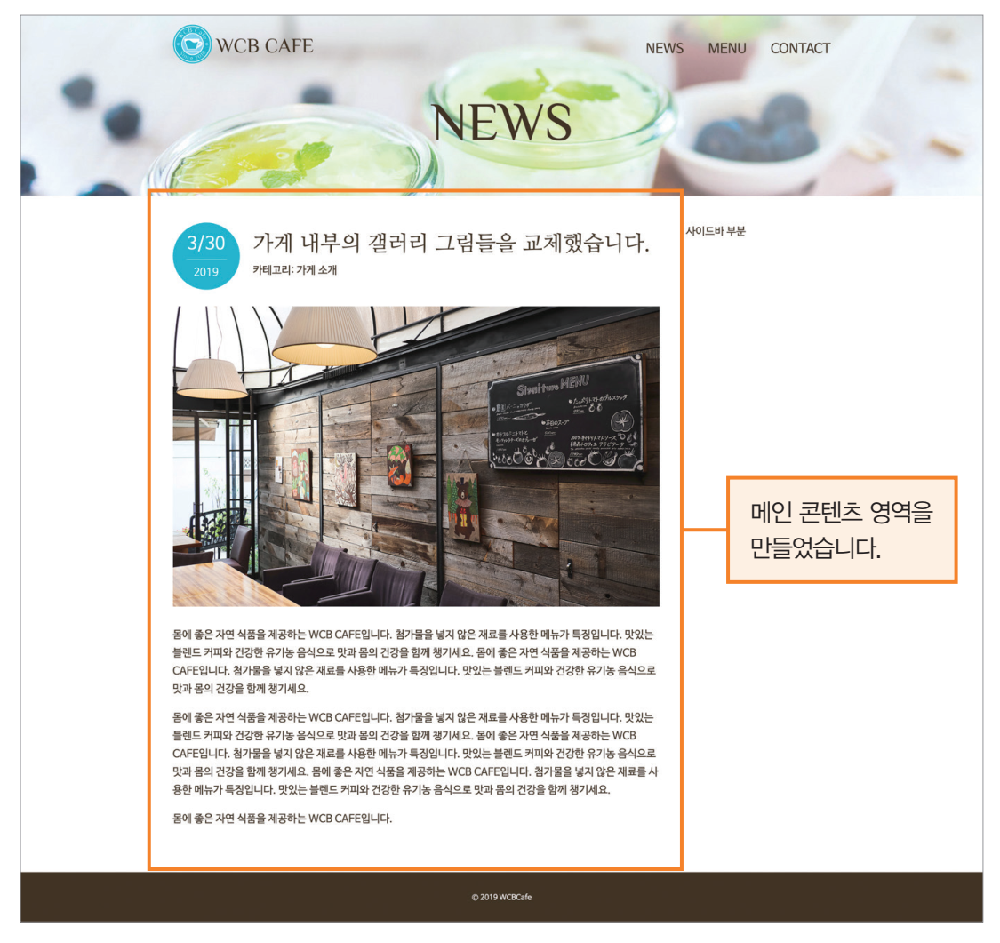 WCB CAFE
NEWS MENU CONTACT
NEWS
3/30
2019
가게 내부의 갤러리 그림들을 교체했습니다.
카테고리: 가게 소개
사이드바 부분
MENU
메인 콘텐츠 영역을
만들었습니다.
몸에 좋은 자연 식품을 제공하는 WCB CAFE입니다. 첨가물을 넣지 않은 재료를 사용한 메뉴가 특징입니다. 맛있는
블렌드 커피와 건강한 유기농 음식으로 맛과 몸의 건강을 함께 챙기세요. 몸에 좋은 자연 식품을 제공하는 WCB
CAFE입니다. 첨가물을 넣지 않은 재료를 사용한 메뉴가 특징입니다. 맛있는 블렌드 커피와 건강한 유기농 음식으로
맛과 몸의 건강을 함께 챙기세요.
몸에 좋은 자연 식품을 제공하는 WCB CAFE입니다. 첨가물을 넣지 않은 재료를 사용한 메뉴가 특징입니다. 맛있는
블렌드 커피와 건강한 유기농 음식으로 맛과 몸의 건강을 함께 챙기세요. 몸에 좋은 자연 식품을 제공하는 WCB
CAFE입니다. 첨가물을 넣지 않은 재료를 사용한 메뉴가 특징입니다. 맛있는 블렌드 커피와 건강한 유기농 음식으로
맛과 몸의 건강을 함께 챙기세요. 몸에 좋은 자연 식품을 제공하는 WCB CAFE입니다. 첨가물을 넣지 않은 재료를 사
용한 메뉴가 특징입니다. 맛있는 블렌드 커피와 건강한 유기농 음식으로 맛과 몸의 건강을 함께 챙기세요.
몸에 좋은 자연 식품을 제공하는 WCB CAFE입니다.
© 2019 WCBCafe